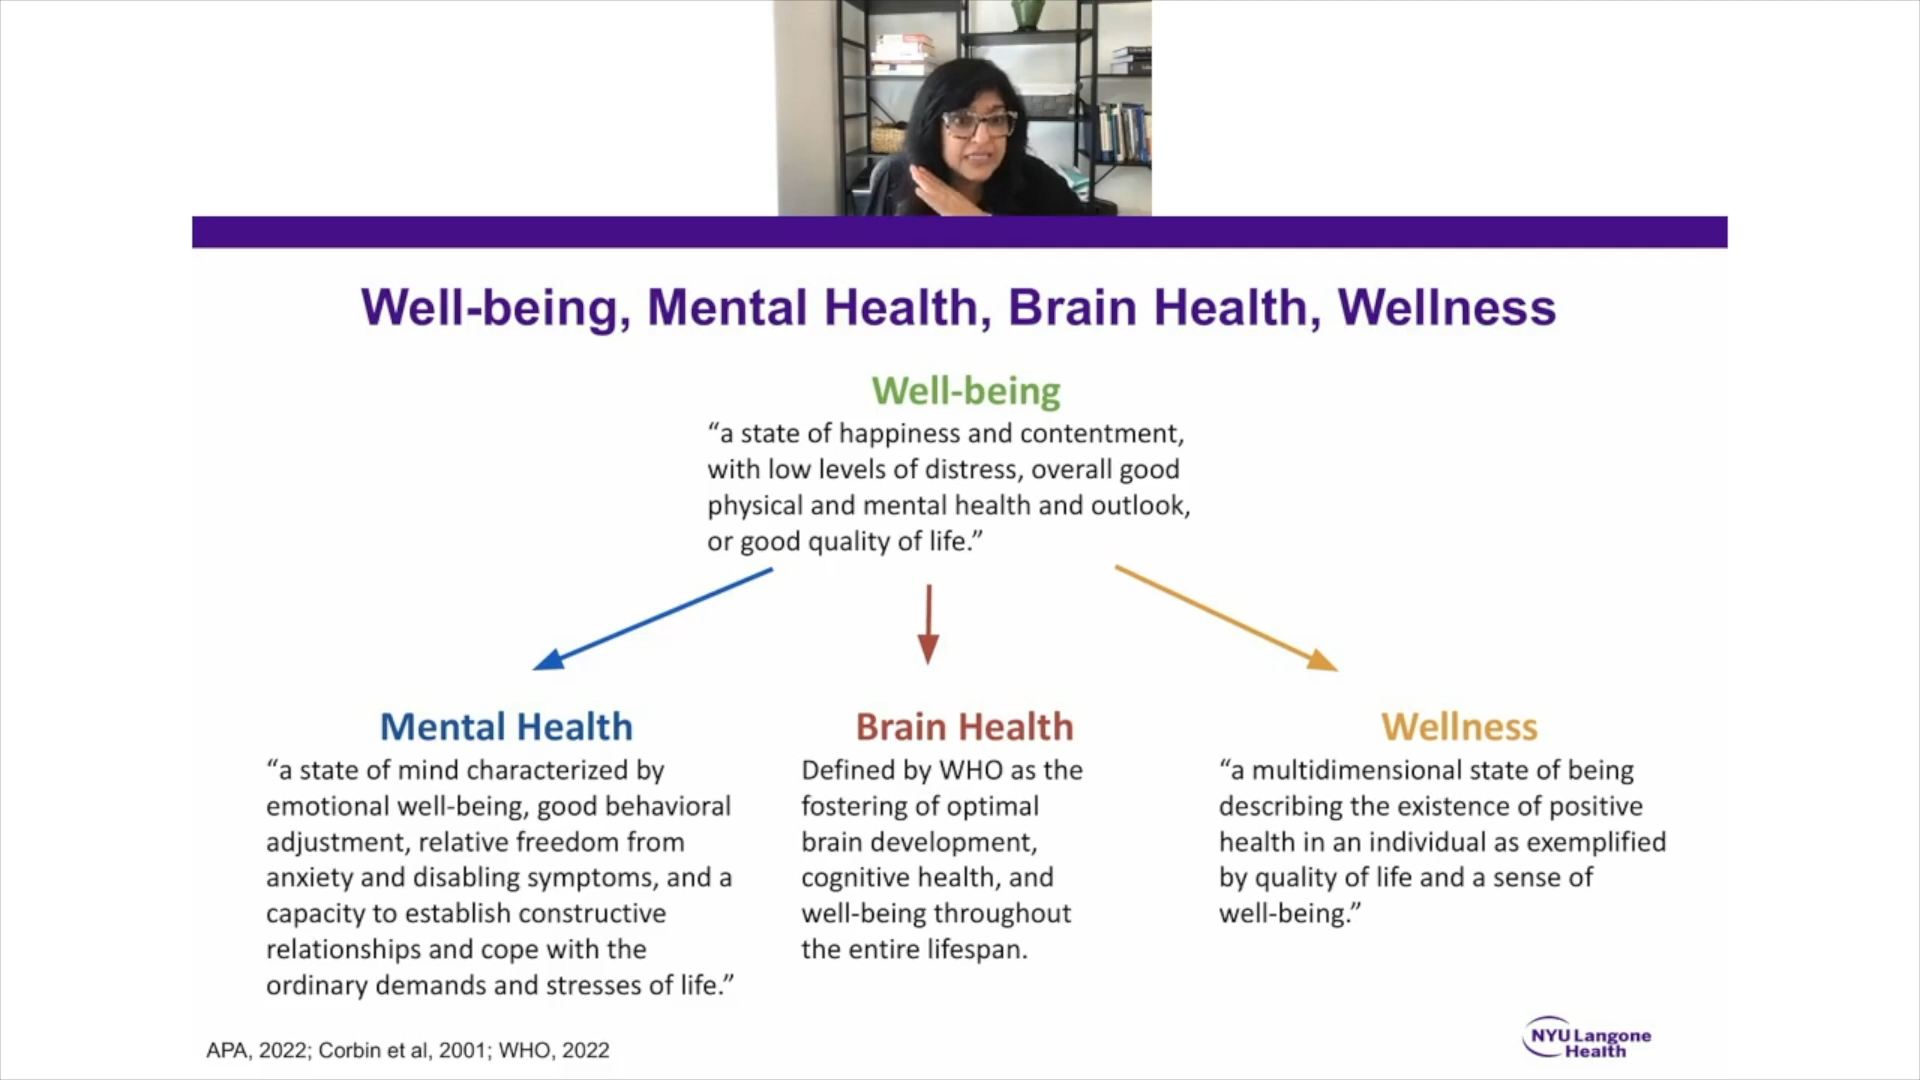 Well-being, Mental Health, Brain Health, Wellness
Well-being
“a state of happiness and contentment,
with low levels of distress, overall good
physical and mental health and outlook,
or good quality of life.”
Mental Health
“a state of mind characterized by
emotional well-being, good behavioral
adjustment, relative freedom from
anxiety and disabling symptoms, and a
capacity to establish constructive
relationships and cope with the
ordinary demands and stresses of life.”
Brain Health
Defined by WHO as the
fostering of optimal
brain development,
cognitive health, and
well-being throughout
the entire lifespan.
Wellness
“a multidimensional state of being
describing the existence of positive
health in an individual as exemplified
by quality of life and a sense of
well-being.”
APA, 2022; Corbin et al, 2001; WHO, 2022
NYU Langone
Health